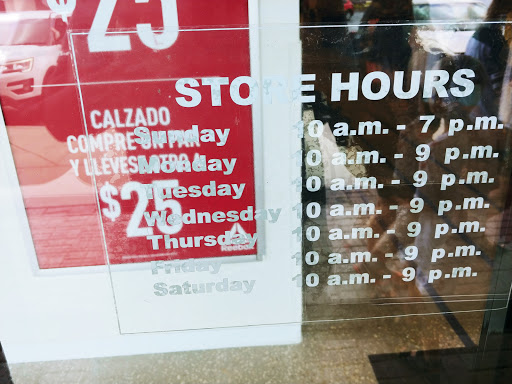 $25
STORE HOURS
CALZADO
COMPRE UN PAR
Y LLÉVESE OTRO A
$25
Reebok
Sunday 10 a.m. - 7 p.m.
Monday 10 a.m. - 9 p.m.
Tuesday 10 a.m. - 9 p.m.
Wednesday 10 a.m. - 9 p.m.
Thursday 10 a.m. - 9 p.m.
Friday 10 a.m. - 9 p.m.
Saturday 10 a.m. - 9 p.m.